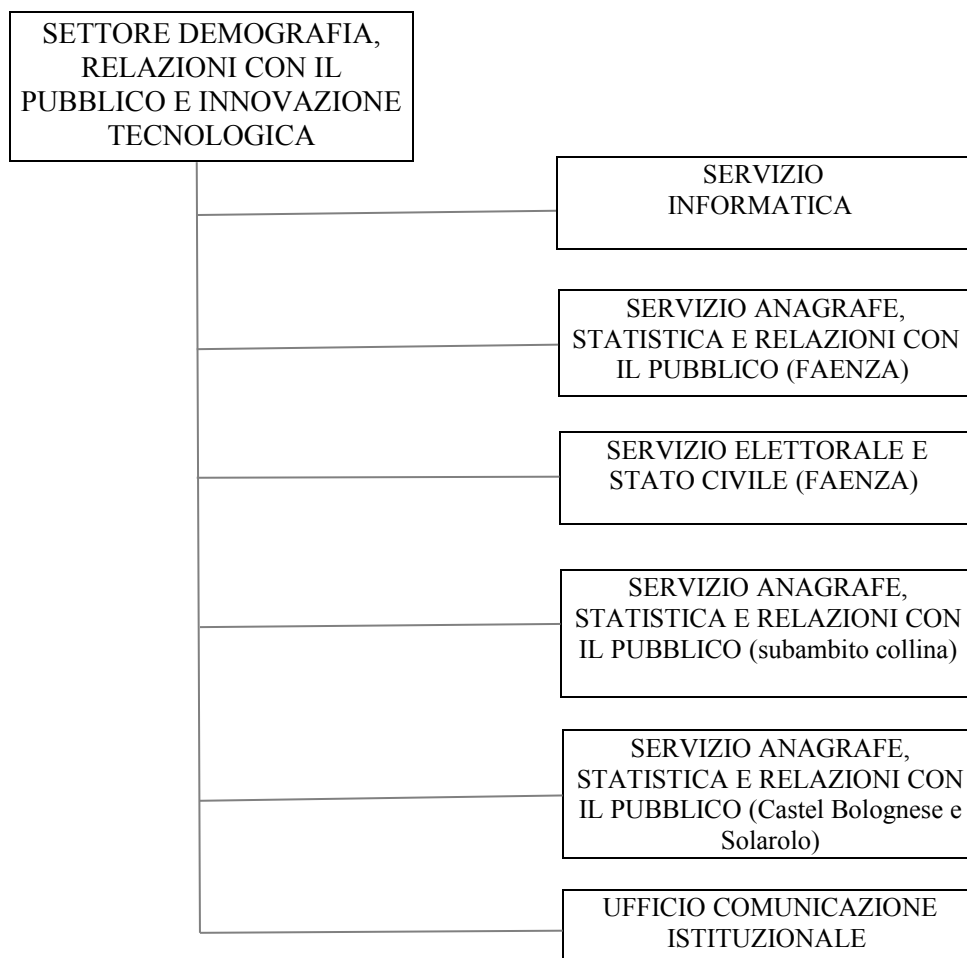 SETTORE DEMOGRAFIA,
RELAZIONI CON IL
PUBBLICO E INNOVAZIONE
TECNOLOGICA
SERVIZIO
INFORMATICA
SERVIZIO ANAGRAFE,
STATISTICA E RELAZIONI CON
IL PUBBLICO (FAENZA)
SERVIZIO ELETTORALE E
STATO CIVILE (FAENZA)
SERVIZIO ANAGRAFE,
STATISTICA E RELAZIONI CON
IL PUBBLICO (subambito collina)
SERVIZIO ANAGRAFE,
STATISTICA E RELAZIONI CON
IL PUBBLICO (Castel Bolognese e
Solarolo)
UFFICIO COMUNICAZIONE
ISTITUZIONALE